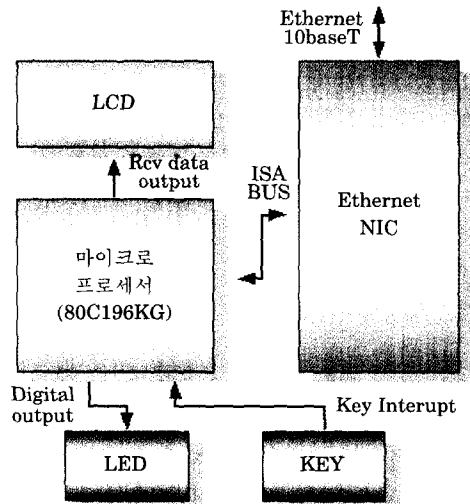 Ethernet
10baseT
LCD
Rcv data
output
ISA
BUS
Ethernet
NIC
마이크로
프로세서
(80C196KG)
Digital
output
Key Interupt
LED
KEY